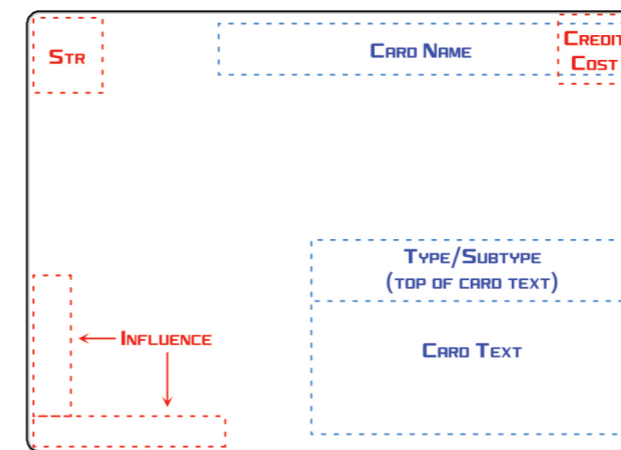 STR
CARD NAME
CREDIT
COST
TYPE/SUBTYPE
(TOP OF CARD TEXT)
INFLUENCE
CARD TEXT